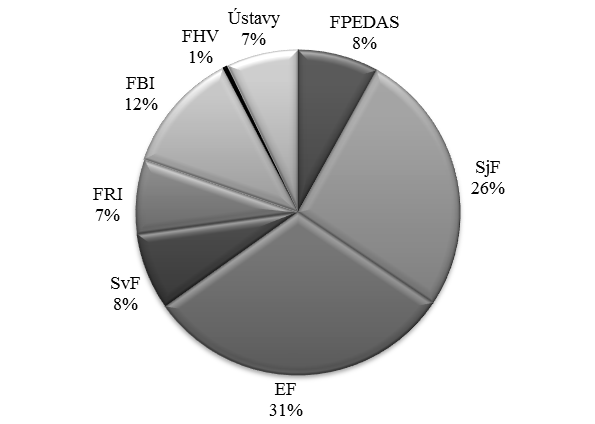 Ústavy
7%
FPEDAS
8%
SjF
26%
EF
31%
SvF
8%
FRI
7%
FBI
12%
FHV
1%